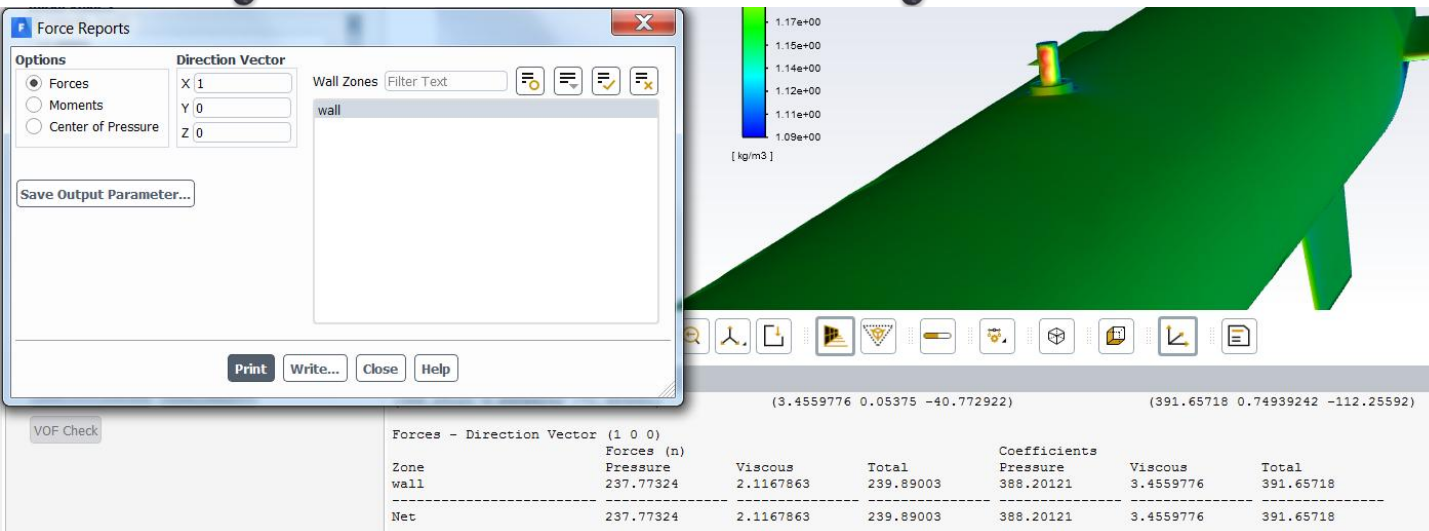 Force Reports
Options
Forces
Moments
Center of Pressure
Direction Vector
X 1
Y 0
Z 0
Wall Zones Filter Text
wall
Save Output Parameter...
Print Write... Close Help
1.17e+00
1.15e+00
1.14e+00
1.12e+00
1.11e+00
1.09e+00
[ kg/m3 ]
VOF Check
(3.4559776 0.05375 -40.772922) (391.65718 0.74939242 -112.25592)
Forces - Direction Vector (1 0 0)
Forces (n) Coefficients
Zone Pressure Viscous Total Pressure Viscous Total
wall 237.77324 2.1167863 239.89003 388.20121 3.4559776 391.65718
Net 237.77324 2.1167863 239.89003 388.20121 3.4559776 391.65718